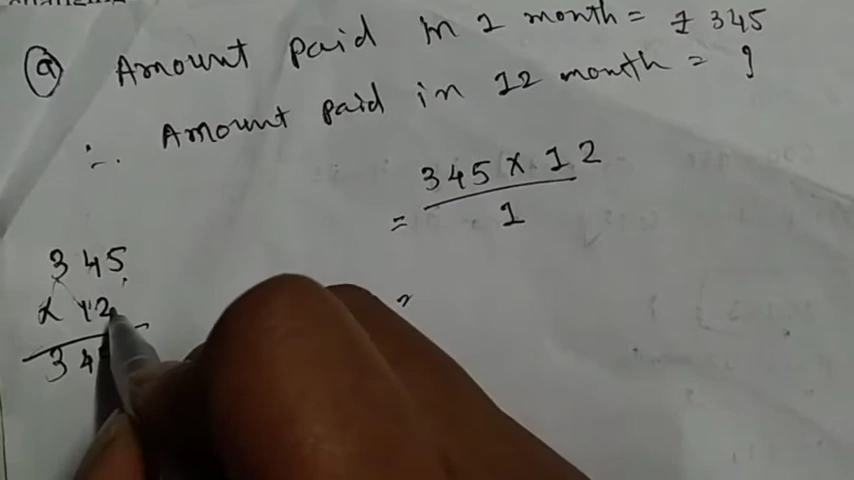 (a) Amount paid in 1 month = ₹ 345
∴ Amount paid in 12 month = ?
= 345 x 12
1
=
345
x 12
34